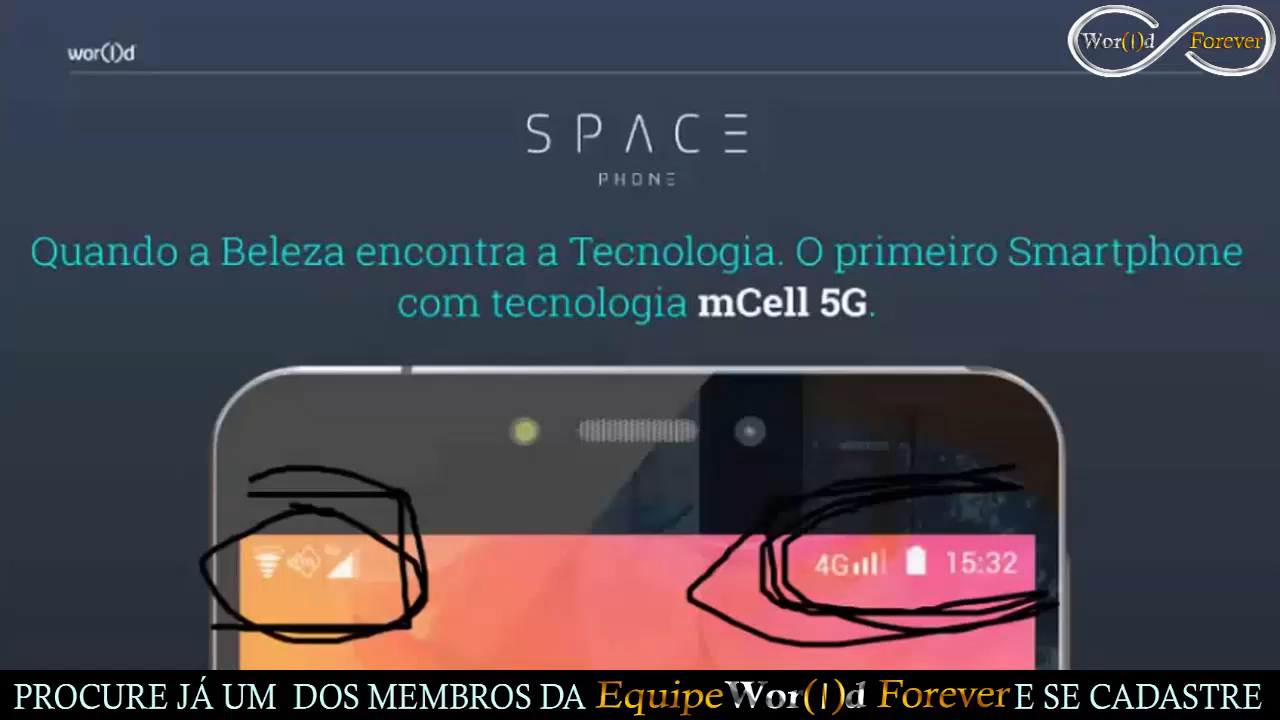 wor(l)d
Wor(l)d Forever
SPACE
PHONE
Quando a Beleza encontra a Tecnologia. O primeiro Smartphone
com tecnologia mCell 5G.
4G 15:32
PROCURE JÁ UM DOS MEMBROS DA Equipe Wor(l)d Forever E SE CADASTRE